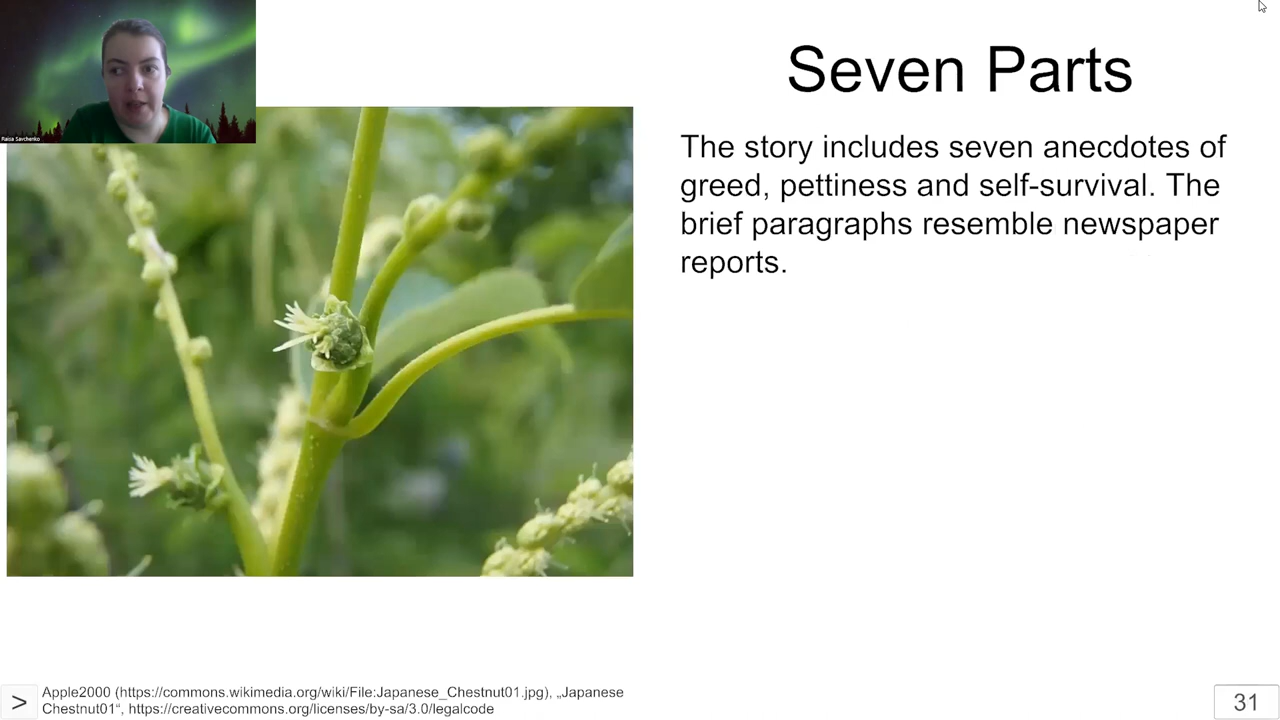 Raisa Savchenko
Seven Parts
The story includes seven anecdotes of
greed, pettiness and self-survival. The
brief paragraphs resemble newspaper
reports.
>
Apple2000 (https://commons.wikimedia.org/wiki/File:Japanese_Chestnut01.jpg), „Japanese
Chestnut01“, https://creativecommons.org/licenses/by-sa/3.0/legalcode
31